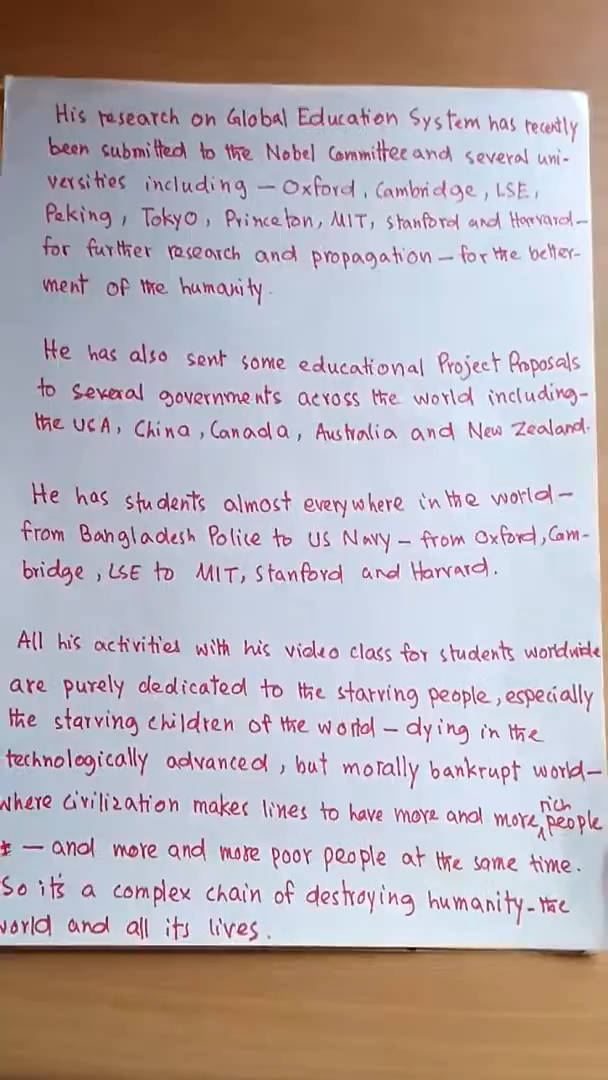 His research on Global Education System has recently
been submitted to the Nobel Committee and several uni-
versities including – Oxford, Cambridge, LSE,
Peking, Tokyo, Princeton, MIT, Stanford and Harvard –
for further research and propagation – for the better-
ment of the humanity.
He has also sent some educational Project Proposals
to several governments across the world including –
the USA, China, Canada, Australia and New Zealand.
He has students almost everywhere in the world –
from Bangladesh Police to US Navy – from Oxford, Cam-
bridge, LSE to MIT, Stanford and Harvard.
All his activities with his video class for students worldwide
are purely dedicated to the starving people, especially
the starving children of the world – dying in the
technologically advanced, but morally bankrupt world –
where civilization makes lines to have more and more rich people
– and more and more poor people at the same time.
So it's a complex chain of destroying humanity – the
world and all its lives.